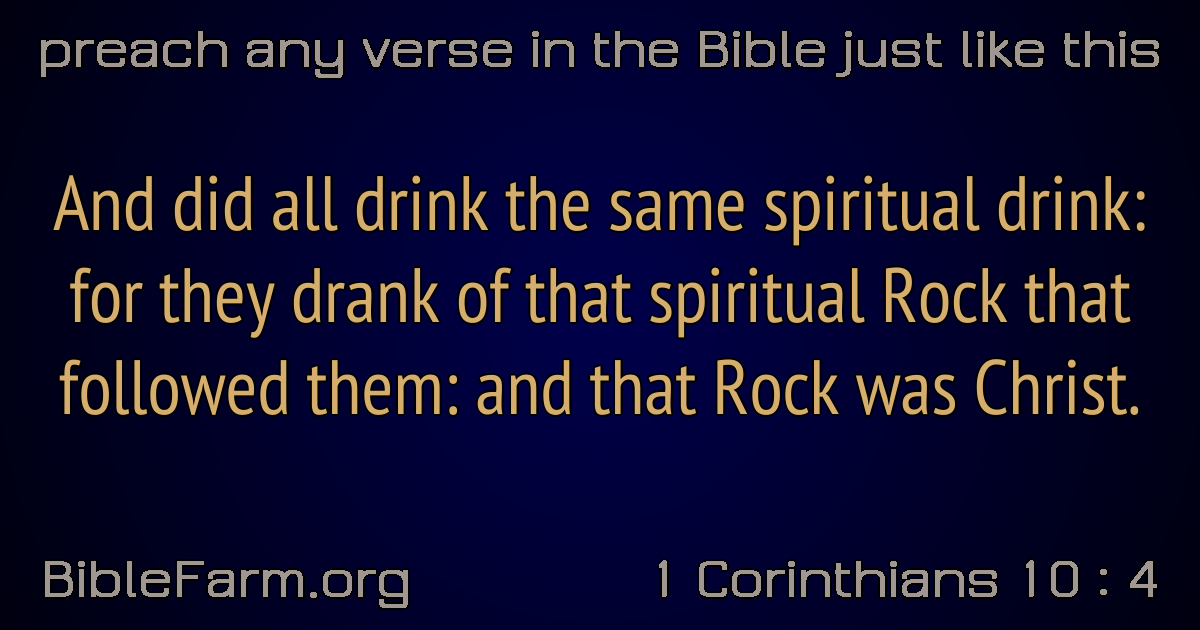 preach any verse in the Bible just like this
And did all drink the same spiritual drink:
for they drank of that spiritual Rock that
followed them: and that Rock was Christ.
BibleFarm.org
1 Corinthians 10 : 4